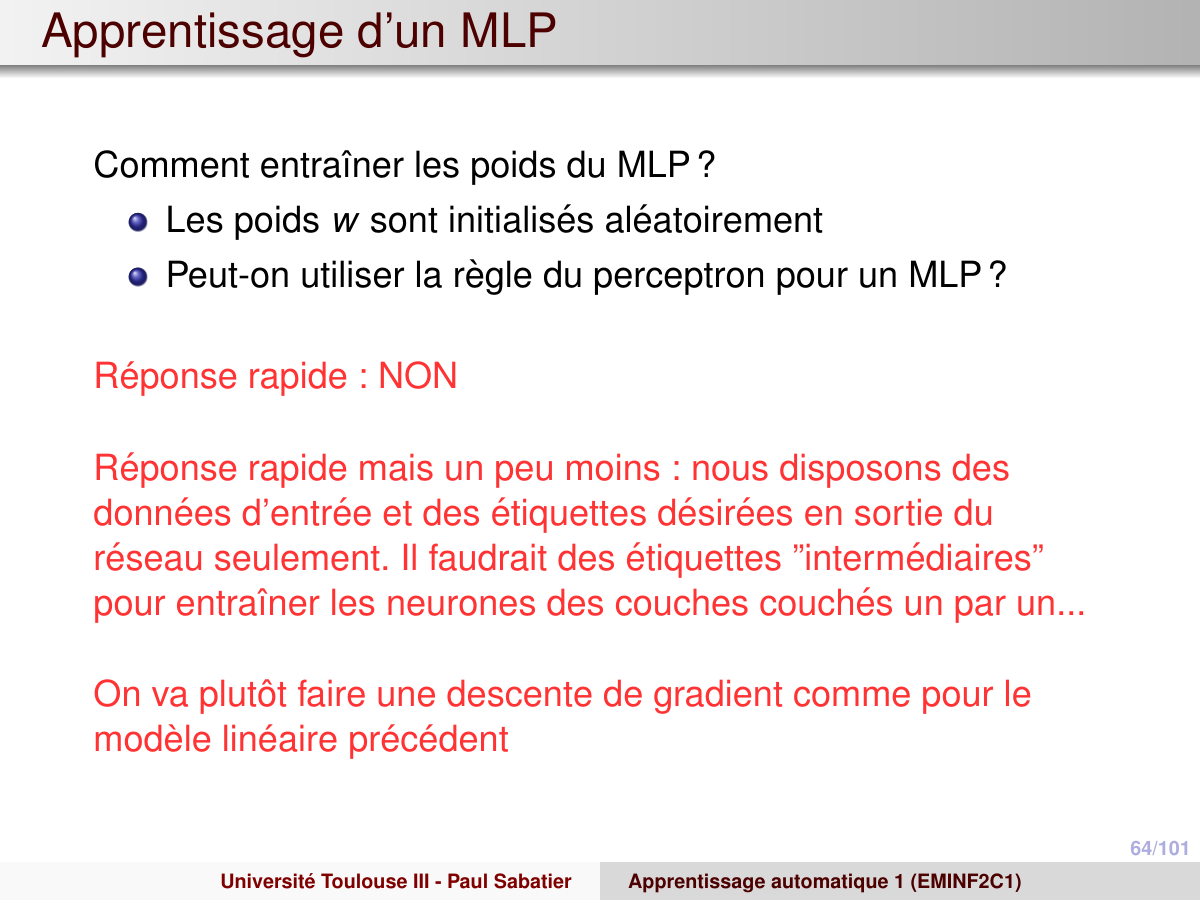 Apprentissage d'un MLP
Comment entraîner les poids du MLP ?
Les poids w sont initialisés aléatoirement
Peut-on utiliser la règle du perceptron pour un MLP ?
Réponse rapide : NON
Réponse rapide mais un peu moins : nous disposons des
données d'entrée et des étiquettes désirées en sortie du
réseau seulement. Il faudrait des étiquettes ”intermédiaires”
pour entraîner les neurones des couches couchés un par un...
On va plutôt faire une descente de gradient comme pour le
modèle linéaire précédent
64/101
Université Toulouse III - Paul Sabatier
Apprentissage automatique 1 (EMINF2C1)